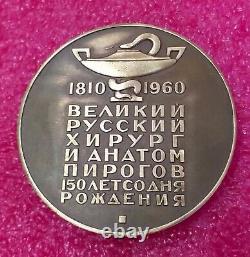 1810 1960
ВЕЛИКИЙ
РУССКИЙ
ХИРУРГ
И АНАТОМ
ПИРОГОВ
150 ЛЕТ СО ДНЯ
РОЖДЕНИЯ